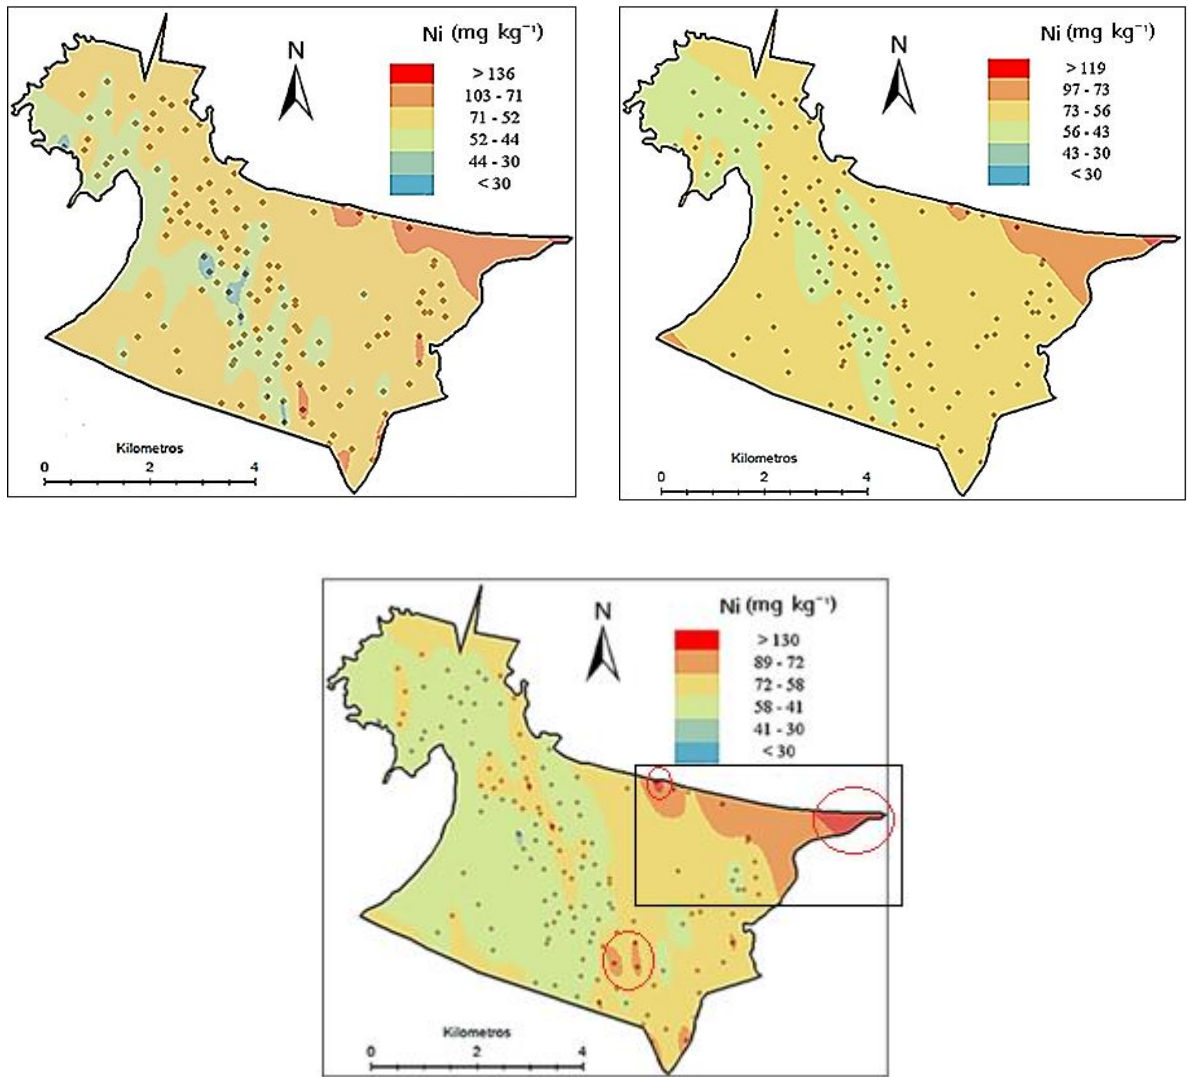 N
Ni (mg kg⁻¹)
> 136
103 - 71
71 - 52
52 - 44
44 - 30
< 30
Kilometros
0 2 4
N
Ni (mg kg⁻¹)
> 119
97 - 73
73 - 56
56 - 43
43 - 30
< 30
Kilometros
0 2 4
N
Ni (mg kg⁻¹)
> 130
89 - 72
72 - 58
58 - 41
41 - 30
< 30
Kilometros
0 2 4